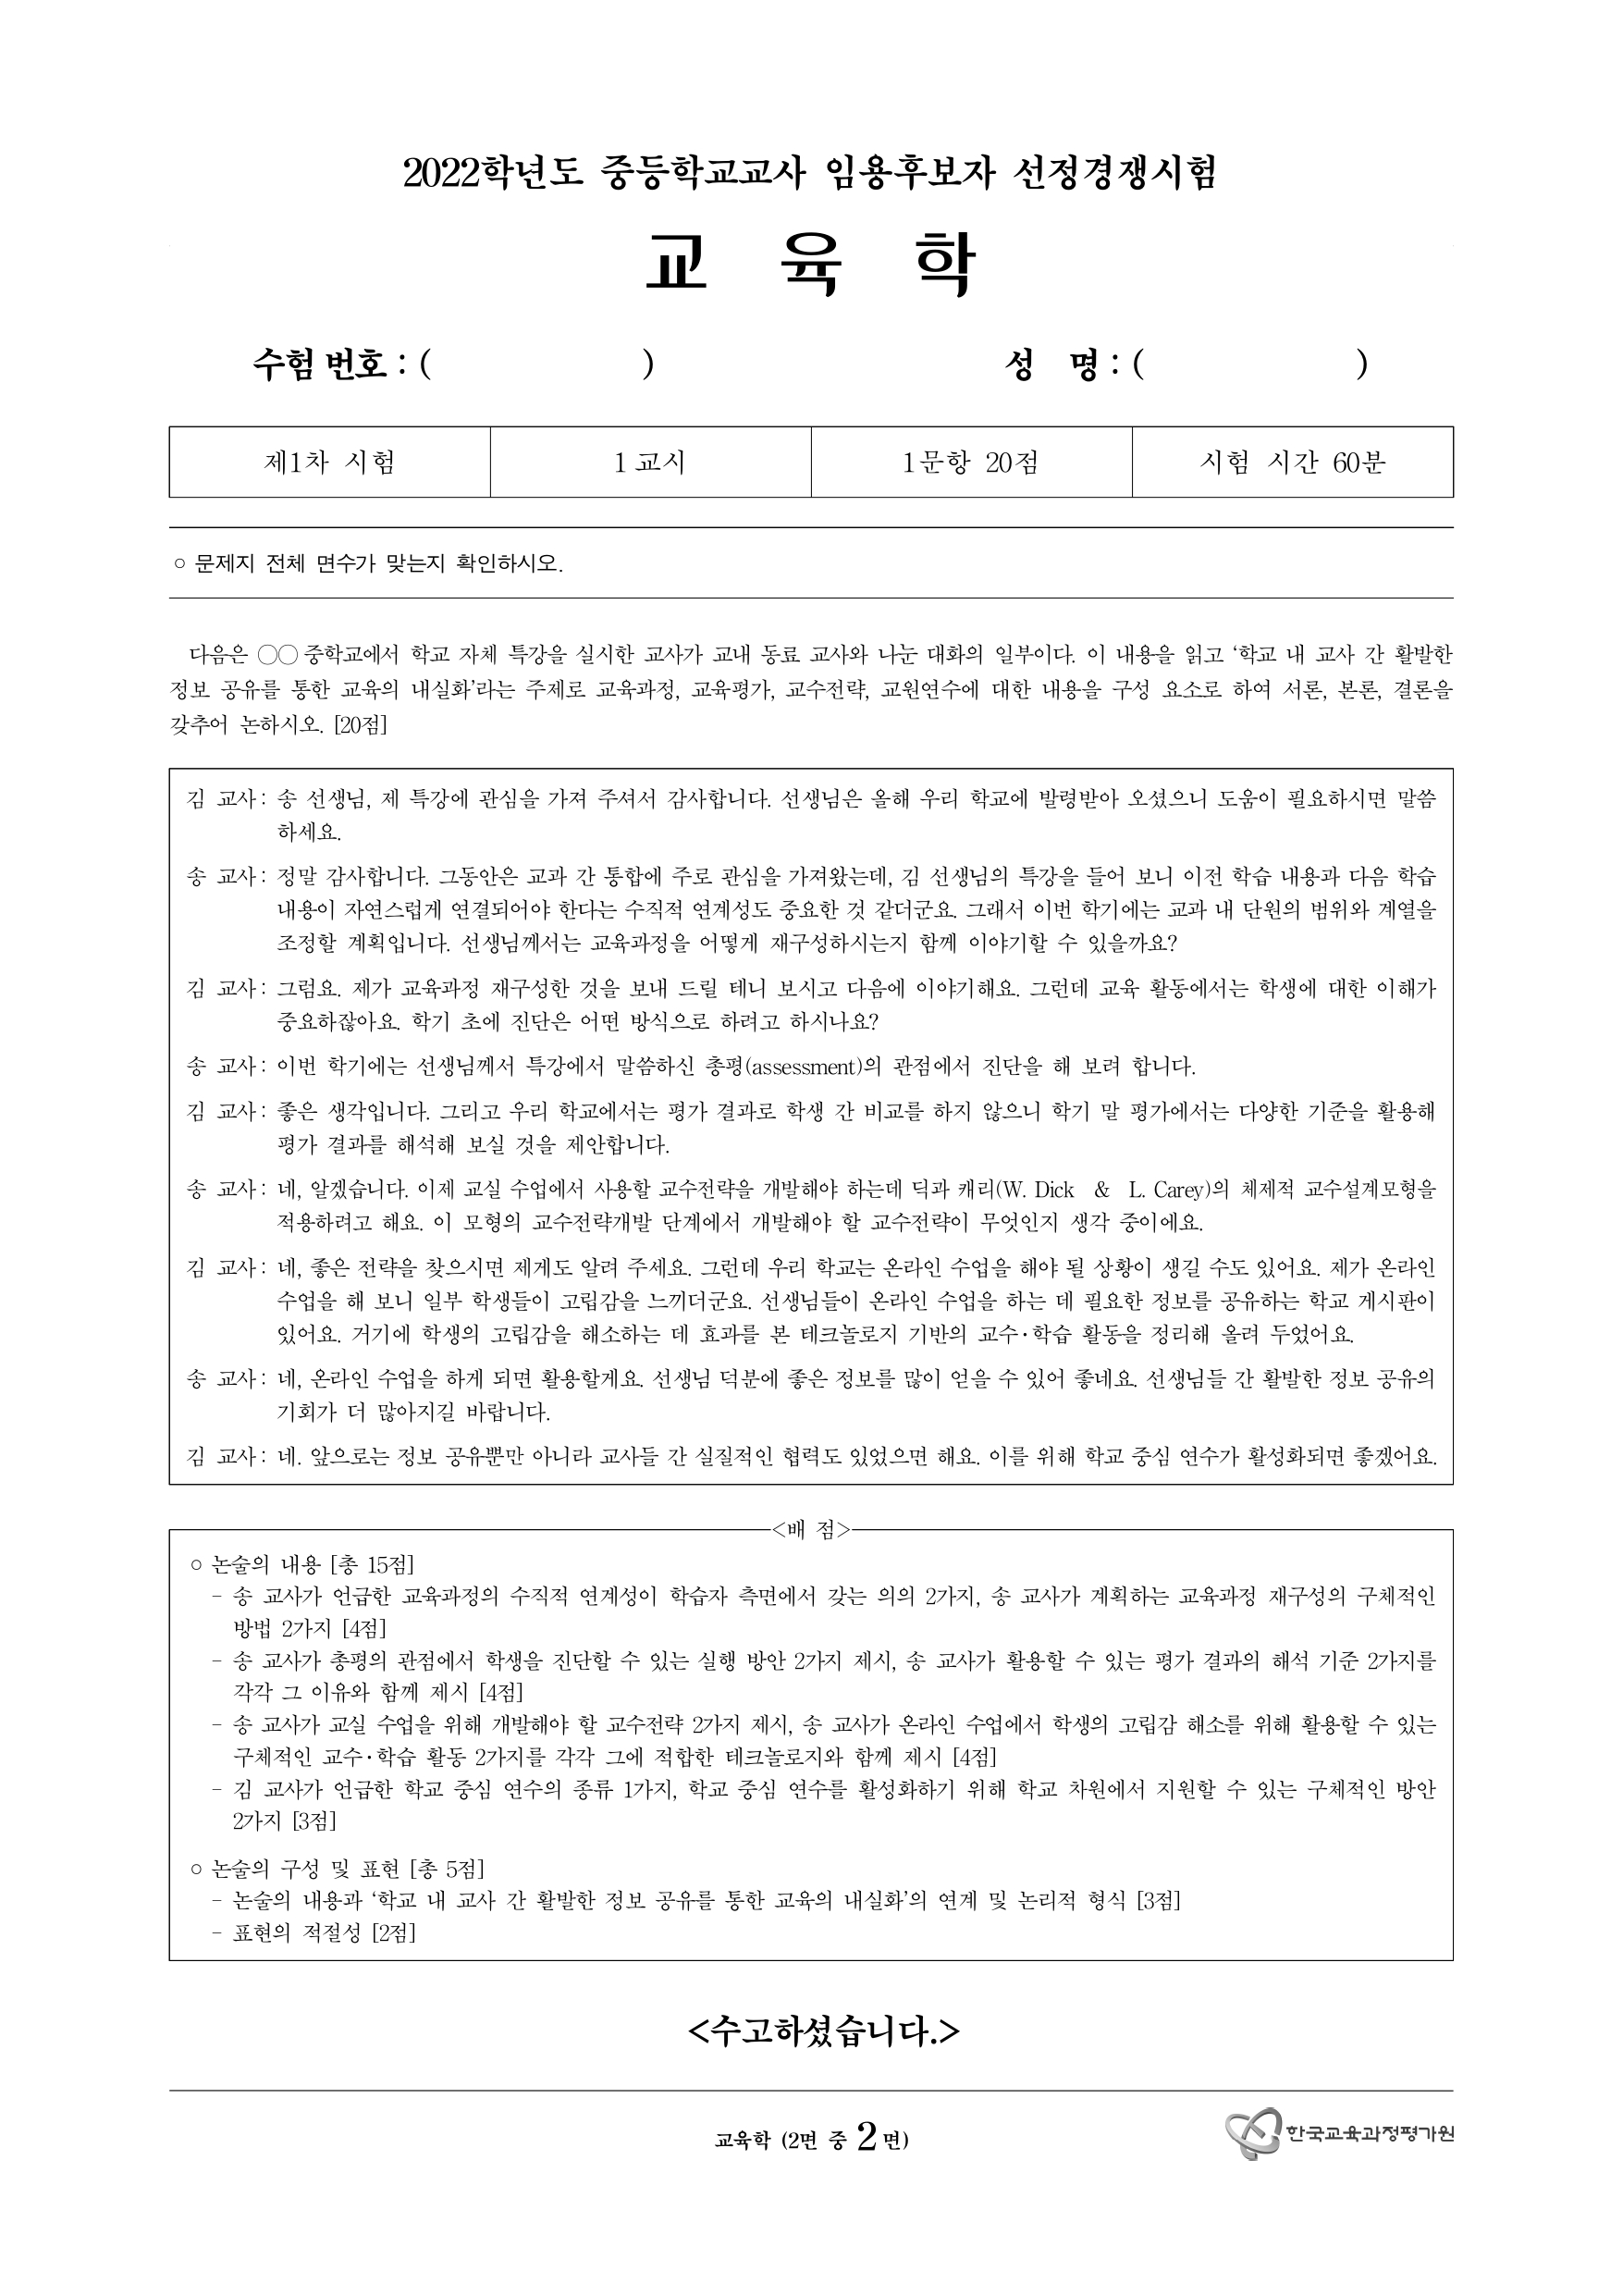 2022학년도 중등학교교사 임용후보자 선정경쟁시험
교 육 학
수험 번호 : ( ) 성 명 : ( )
제1차 시험 1 교시 1문항 20점 시험 시간 60분
○ 문제지 전체 면수가 맞는지 확인하시오.
다음은 ○○중학교에서 학교 자체 특강을 실시한 교사가 교내 동료 교사와 나눈 대화의 일부이다. 이 내용을 읽고 ‘학교 내 교사 간 활발한
정보 공유를 통한 교육의 내실화’라는 주제로 교육과정, 교육평가, 교수전략, 교원연수에 대한 내용을 구성 요소로 하여 서론, 본론, 결론을
갖추어 논하시오. [20점]
김 교사 : 송 선생님, 제 특강에 관심을 가져 주셔서 감사합니다. 선생님은 올해 우리 학교에 발령받아 오셨으니 도움이 필요하시면 말씀
하세요.
송 교사 : 정말 감사합니다. 그동안은 교과 간 통합에 주로 관심을 가져왔는데, 김 선생님의 특강을 들어 보니 이전 학습 내용과 다음 학습
내용이 자연스럽게 연결되어야 한다는 수직적 연계성도 중요한 것 같더군요. 그래서 이번 학기에는 교과 내 단원의 범위와 계열을
조정할 계획입니다. 선생님께서는 교육과정을 어떻게 재구성하시는지 함께 이야기할 수 있을까요?
김 교사 : 그럼요. 제가 교육과정 재구성한 것을 보내 드릴 테니 보시고 다음에 이야기해요. 그런데 교육 활동에서는 학생에 대한 이해가
중요하잖아요. 학기 초에 진단은 어떤 방식으로 하려고 하시나요?
송 교사 : 이번 학기에는 선생님께서 특강에서 말씀하신 총평(assessment)의 관점에서 진단을 해 보려 합니다.
김 교사 : 좋은 생각입니다. 그리고 우리 학교에서는 평가 결과로 학생 간 비교를 하지 않으니 학기 말 평가에서는 다양한 기준을 활용해
평가 결과를 해석해 보실 것을 제안합니다.
송 교사 : 네, 알겠습니다. 이제 교실 수업에서 사용할 교수전략을 개발해야 하는데 딕과 캐리(W. Dick & L. Carey)의 체제적 교수설계모형을
적용하려고 해요. 이 모형의 교수전략개발 단계에서 개발해야 할 교수전략이 무엇인지 생각 중이에요.
김 교사 : 네, 좋은 전략을 찾으시면 제게도 알려 주세요. 그런데 우리 학교는 온라인 수업을 해야 될 상황이 생길 수도 있어요. 제가 온라인
수업을 해 보니 일부 학생들이 고립감을 느끼더군요. 선생님들이 온라인 수업을 하는 데 필요한 정보를 공유하는 학교 게시판이
있어요. 거기에 학생의 고립감을 해소하는 데 효과를 본 테크놀로지 기반의 교수·학습 활동을 정리해 올려 두었어요.
송 교사 : 네, 온라인 수업을 하게 되면 활용할게요. 선생님 덕분에 좋은 정보를 많이 얻을 수 있어 좋네요. 선생님들 간 활발한 정보 공유의
기회가 더 많아지길 바랍니다.
김 교사 : 네. 앞으로는 정보 공유뿐만 아니라 교사들 간 실질적인 협력도 있었으면 해요. 이를 위해 학교 중심 연수가 활성화되면 좋겠어요.
<배 점>
○ 논술의 내용 [총 15점]
- 송 교사가 언급한 교육과정의 수직적 연계성이 학습자 측면에서 갖는 의의 2가지, 송 교사가 계획하는 교육과정 재구성의 구체적인
방법 2가지 [4점]
- 송 교사가 총평의 관점에서 학생을 진단할 수 있는 실행 방안 2가지 제시, 송 교사가 활용할 수 있는 평가 결과의 해석 기준 2가지를
각각 그 이유와 함께 제시 [4점]
- 송 교사가 교실 수업을 위해 개발해야 할 교수전략 2가지 제시, 송 교사가 온라인 수업에서 학생의 고립감 해소를 위해 활용할 수 있는
구체적인 교수·학습 활동 2가지를 각각 그에 적합한 테크놀로지와 함께 제시 [4점]
- 김 교사가 언급한 학교 중심 연수의 종류 1가지, 학교 중심 연수를 활성화하기 위해 학교 차원에서 지원할 수 있는 구체적인 방안
2가지 [3점]
○ 논술의 구성 및 표현 [총 5점]
- 논술의 내용과 ‘학교 내 교사 간 활발한 정보 공유를 통한 교육의 내실화’의 연계 및 논리적 형식 [3점]
- 표현의 적절성 [2점]
<수고하셨습니다.>
교육학 (2면 중 2 면)
한국교육과정평가원